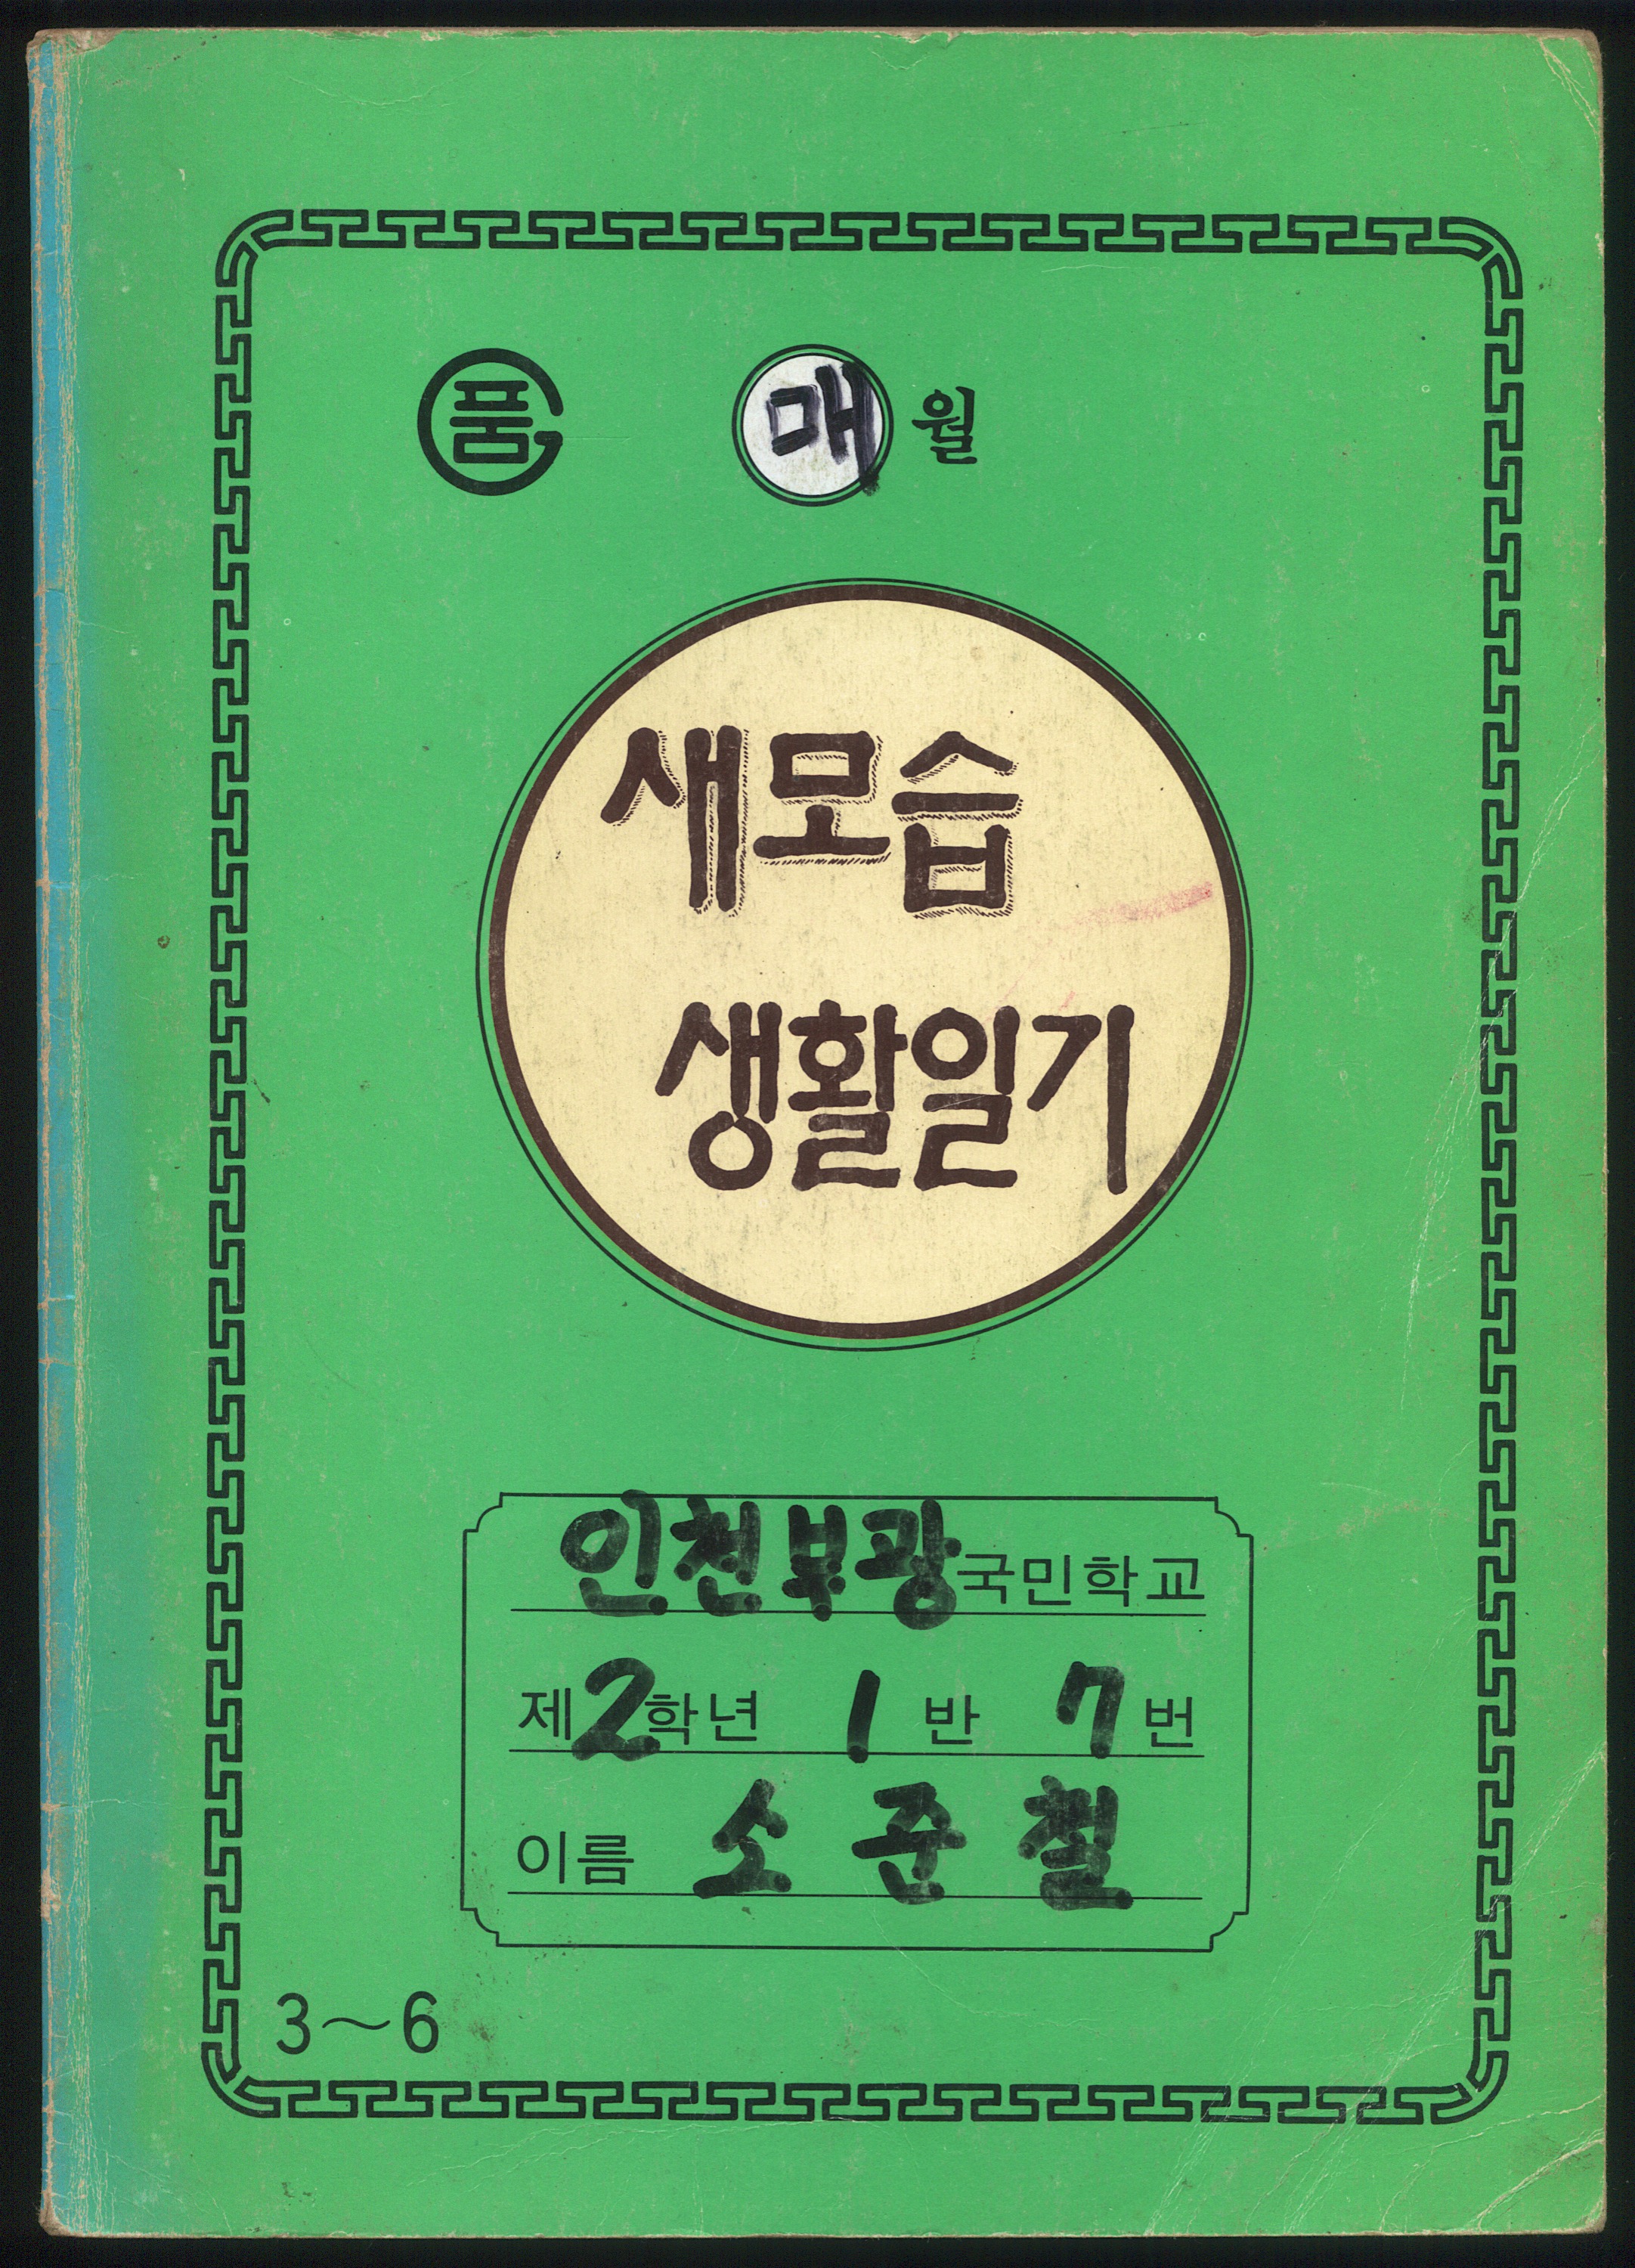 품
매 월
새모습
생활일기
인천부광국민학교
제2학년 1반 7번
이름 소준철
3~6